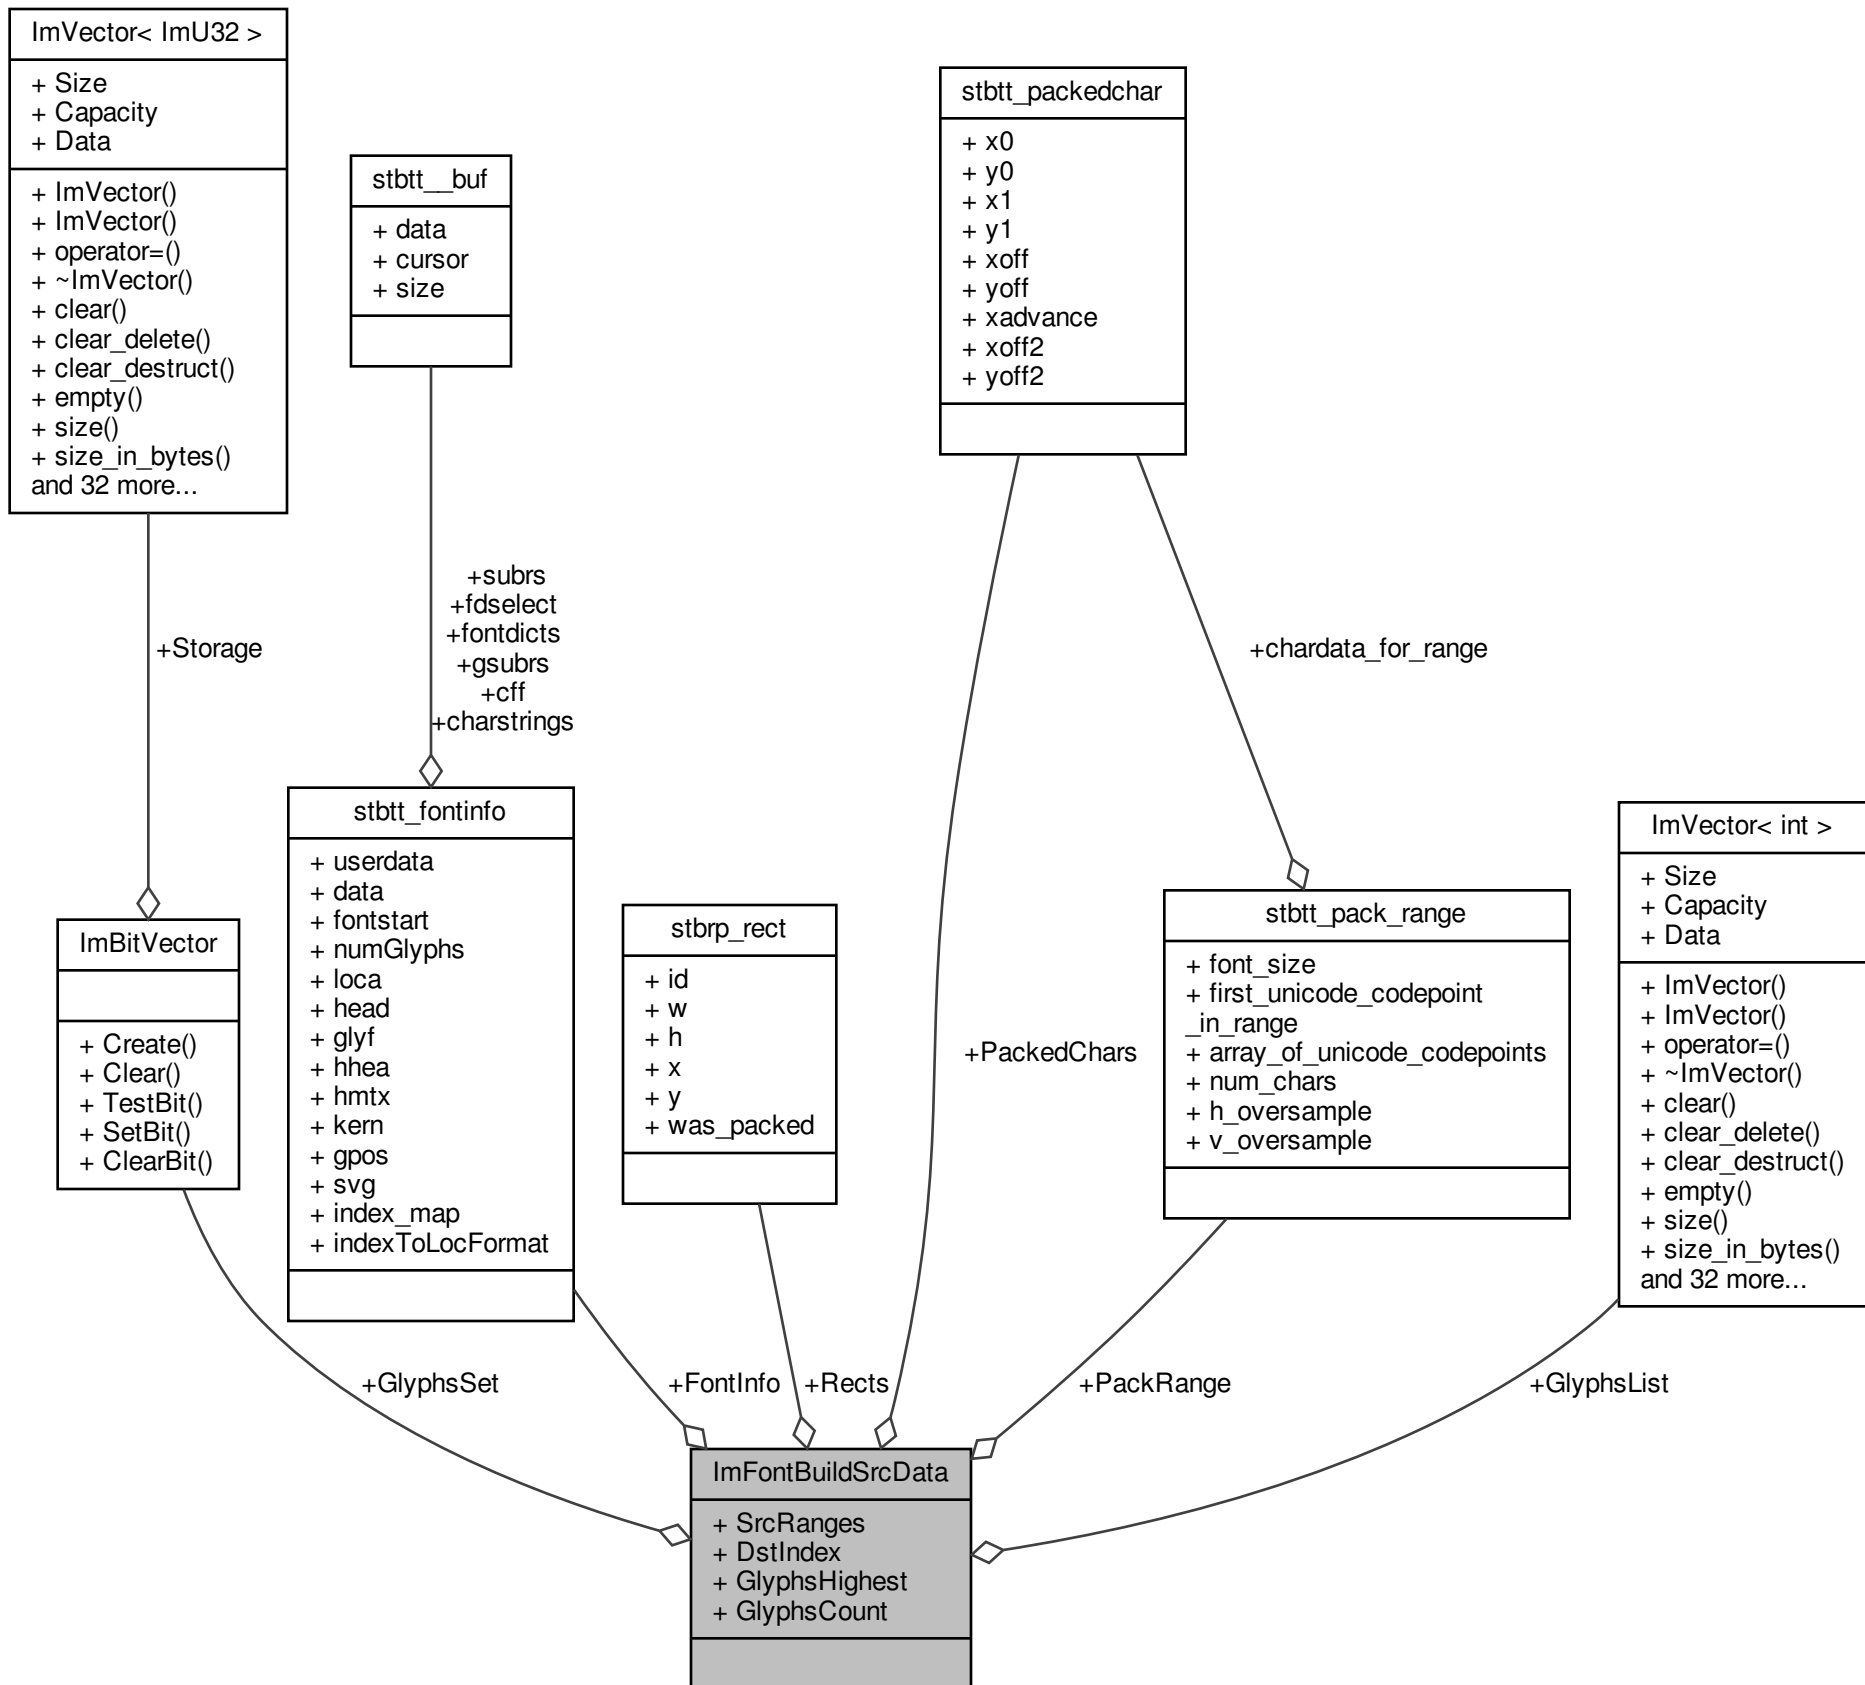 ImVector< ImU32 >
+ Size
+ Capacity
+ Data
+ ImVector()
+ ImVector()
+ operator=()
+ ~ImVector()
+ clear()
+ clear_delete()
+ clear_destruct()
+ empty()
+ size()
+ size_in_bytes()
and 32 more...
stbtt__buf
+ data
+ cursor
+ size
stbtt_packedchar
+ x0
+ y0
+ x1
+ y1
+ xoff
+ yoff
+ xadvance
+ xoff2
+ yoff2
+Storage
+subrs
+fdselect
+fontdicts
+gsubrs
+cff
+charstrings
+chardata_for_range
ImBitVector
+ Create()
+ Clear()
+ TestBit()
+ SetBit()
+ ClearBit()
stbtt_fontinfo
+ userdata
+ data
+ fontstart
+ numGlyphs
+ loca
+ head
+ glyf
+ hhea
+ hmtx
+ kern
+ gpos
+ svg
+ index_map
+ indexToLocFormat
stbrp_rect
+ id
+ w
+ h
+ x
+ y
+ was_packed
+PackedChars
stbtt_pack_range
+ font_size
+ first_unicode_codepoint
_in_range
+ array_of_unicode_codepoints
+ num_chars
+ h_oversample
+ v_oversample
ImVector< int >
+ Size
+ Capacity
+ Data
+ ImVector()
+ ImVector()
+ operator=()
+ ~ImVector()
+ clear()
+ clear_delete()
+ clear_destruct()
+ empty()
+ size()
+ size_in_bytes()
and 32 more...
+GlyphsSet
+FontInfo
+Rects
+PackRange
+GlyphsList
ImFontBuildSrcData
+ SrcRanges
+ DstIndex
+ GlyphsHighest
+ GlyphsCount